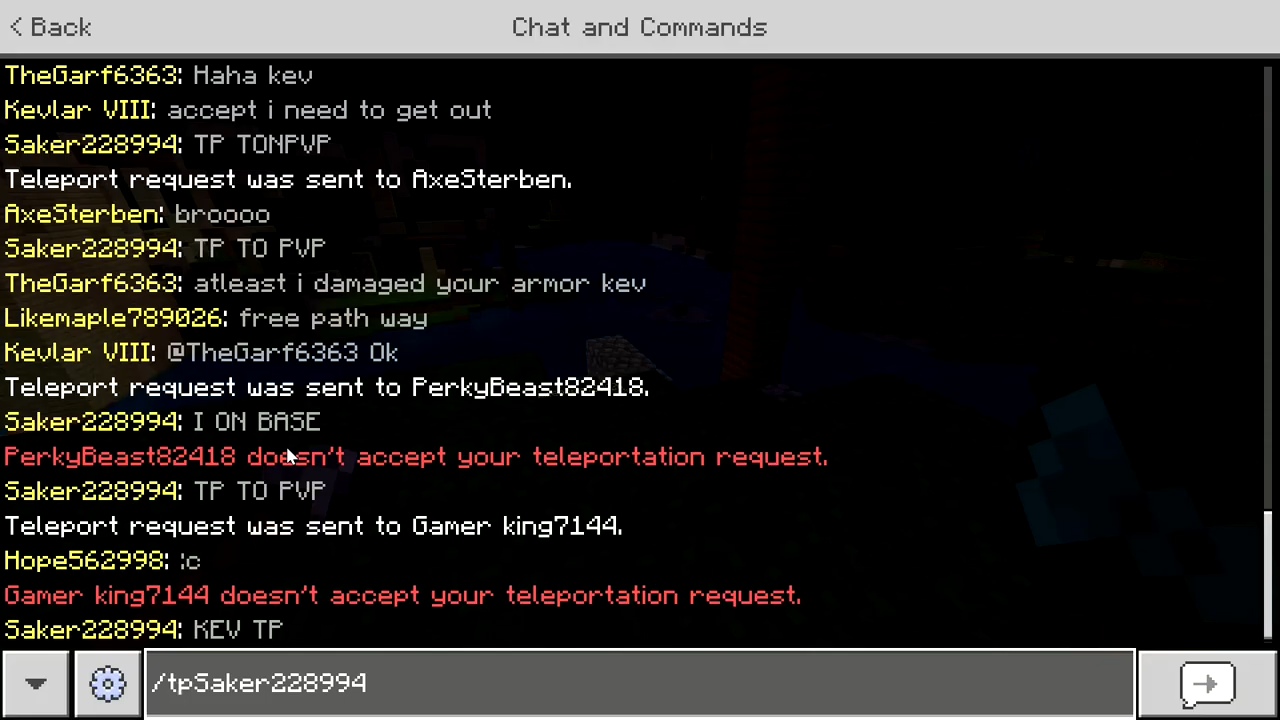 < Back
Chat and Commands
TheGarf6363: Haha kev
Kevlar VIII: accept i need to get out
Saker228994: TP TONPVP
Teleport request was sent to AxeSterben.
AxeSterben: broooo
Saker228994: TP TO PVP
TheGarf6363: atleast i damaged your armor kev
Likemaple789026: free path way
Kevlar VIII: @TheGarf6363 Ok
Teleport request was sent to PerkyBeast82418.
Saker228994: I ON BASE
PerkyBeast82418 doesn't accept your teleportation request.
Saker228994: TP TO PVP
Teleport request was sent to Gamer king7144.
Hope562998: :c
Gamer king7144 doesn't accept your teleportation request.
Saker228994: KEV TP
/tpSaker228994